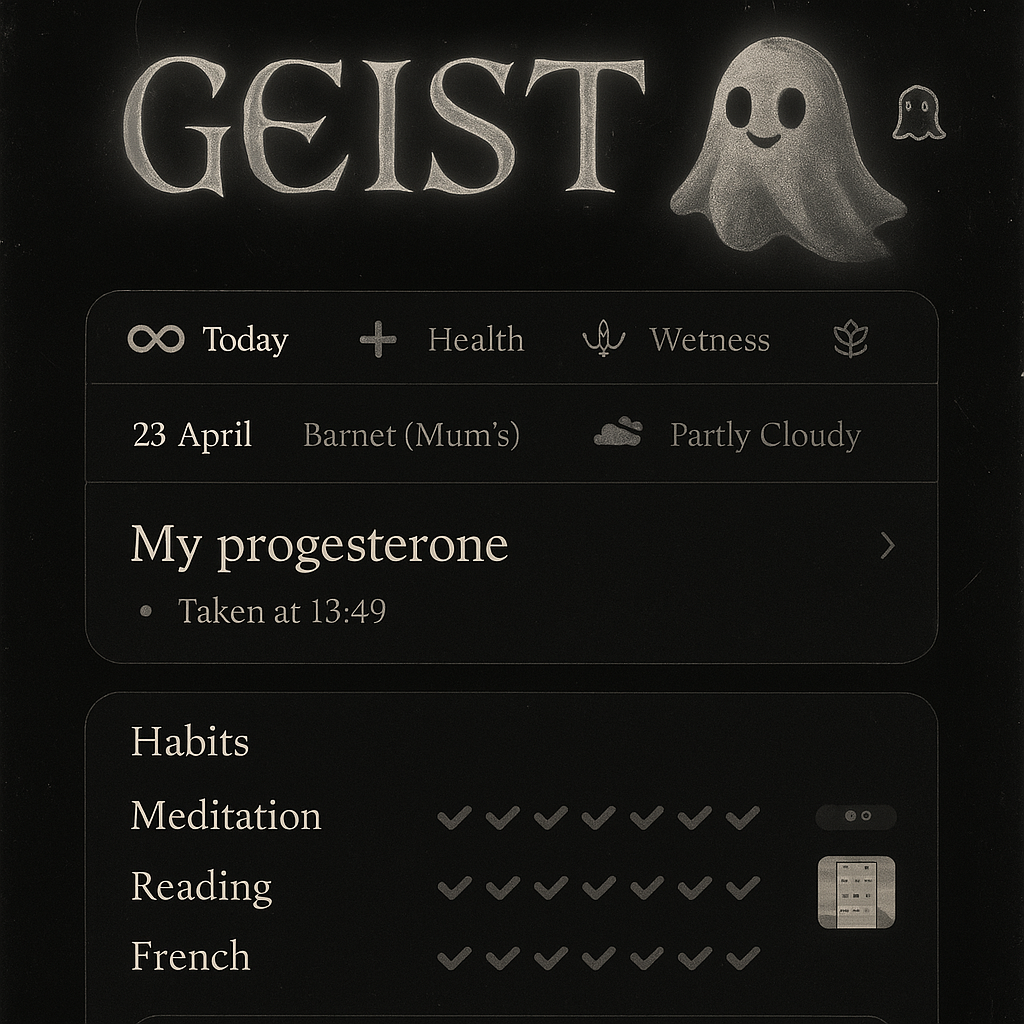 GEIST
Today Health Wetness
23 April Barnet (Mum's) Partly Cloudy
My progesterone
• Taken at 13:49
Habits
Meditation
Reading
French